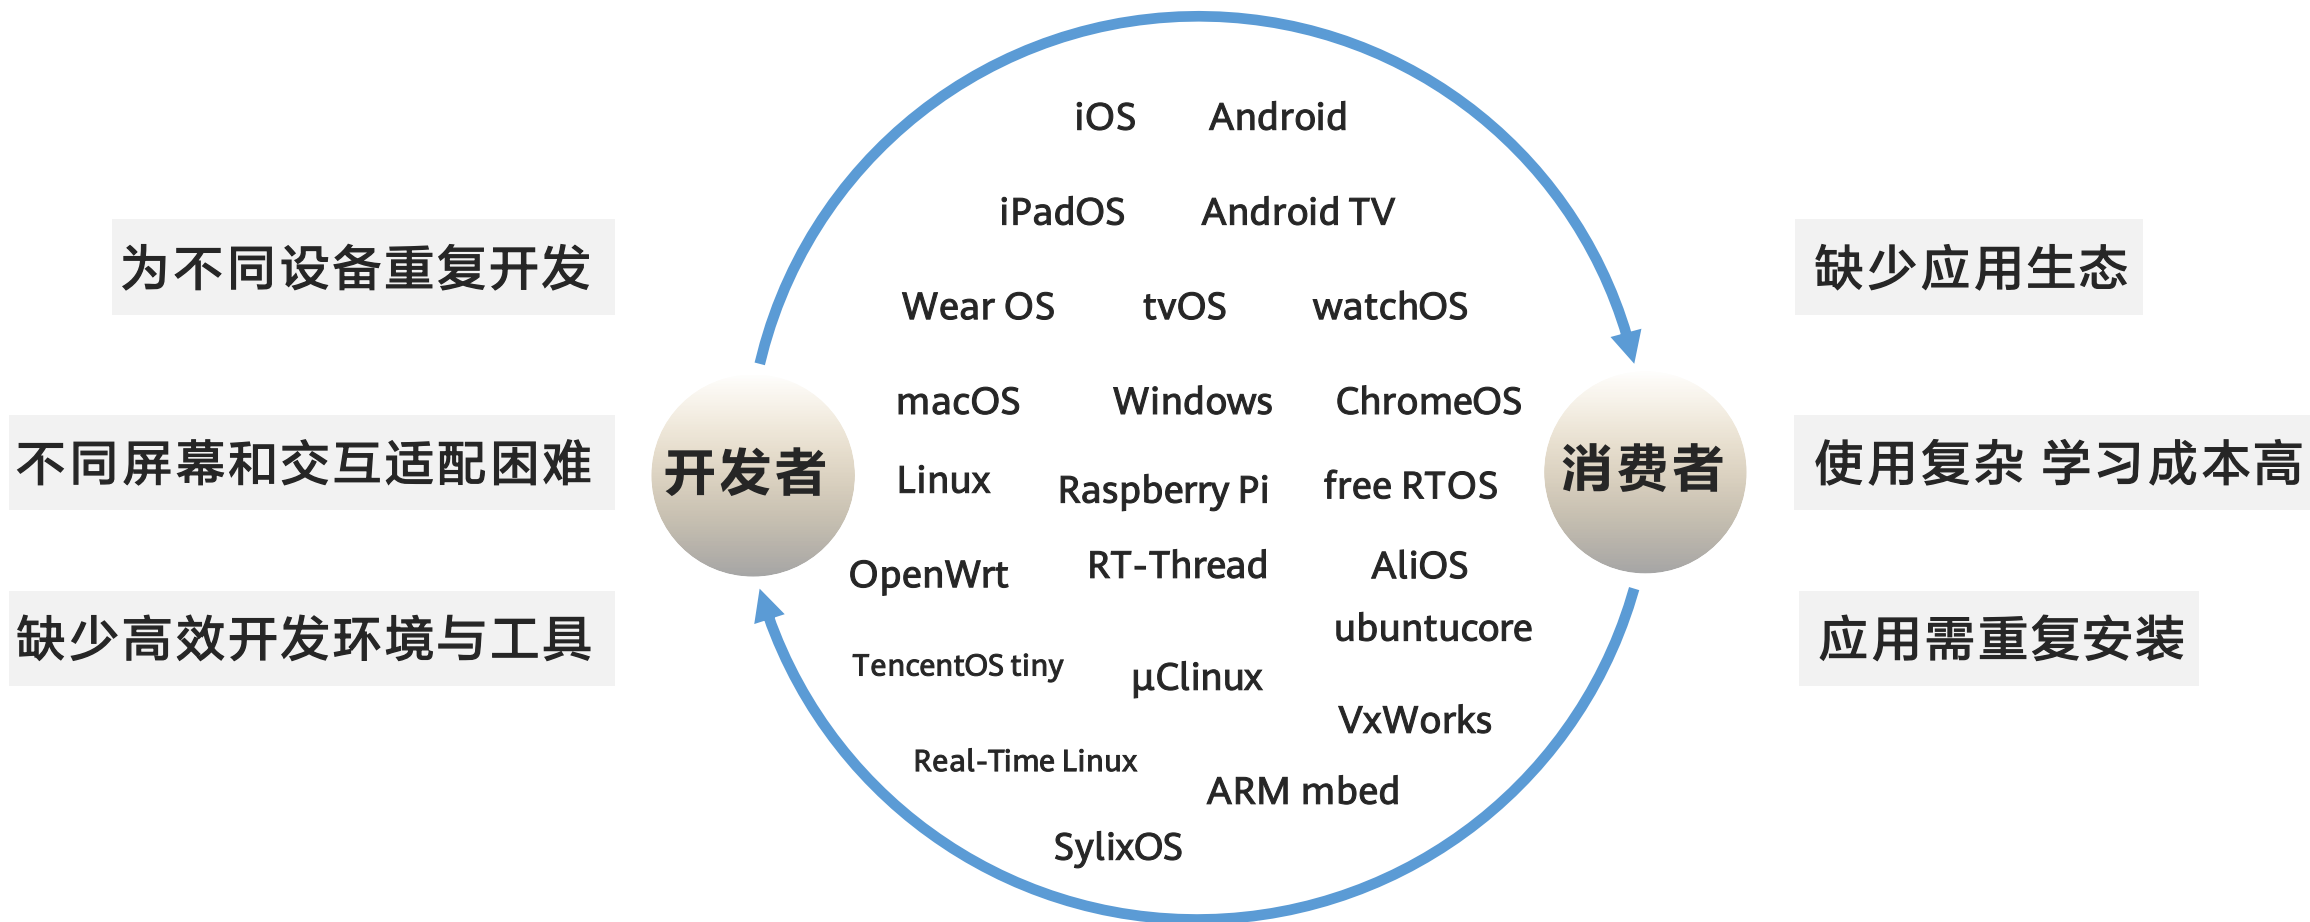 为不同设备重复开发
不同屏幕和交互适配困难
缺少高效开发环境与工具
开发者
iOS Android
iPadOS Android TV
Wear OS tvOS watchOS
macOS Windows ChromeOS
Linux Raspberry Pi free RTOS
OpenWrt RT-Thread AliOS
ubuntucore
TencentOS tiny μClinux
VxWorks
Real-Time Linux
ARM mbed
SylixOS
消费者
缺少应用生态
使用复杂 学习成本高
应用需重复安装